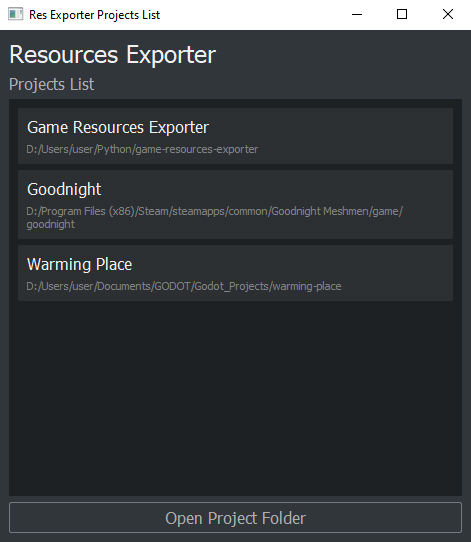 Res Exporter Projects List
Resources Exporter
Projects List
Game Resources Exporter
D:/Users/user/Python/game-resources-exporter
Goodnight
D:/Program Files (x86)/Steam/steamapps/common/Goodnight Meshmen/game/
goodnight
Warming Place
D:/Users/user/Documents/GODOT/Godot_Projects/warming-place
Open Project Folder